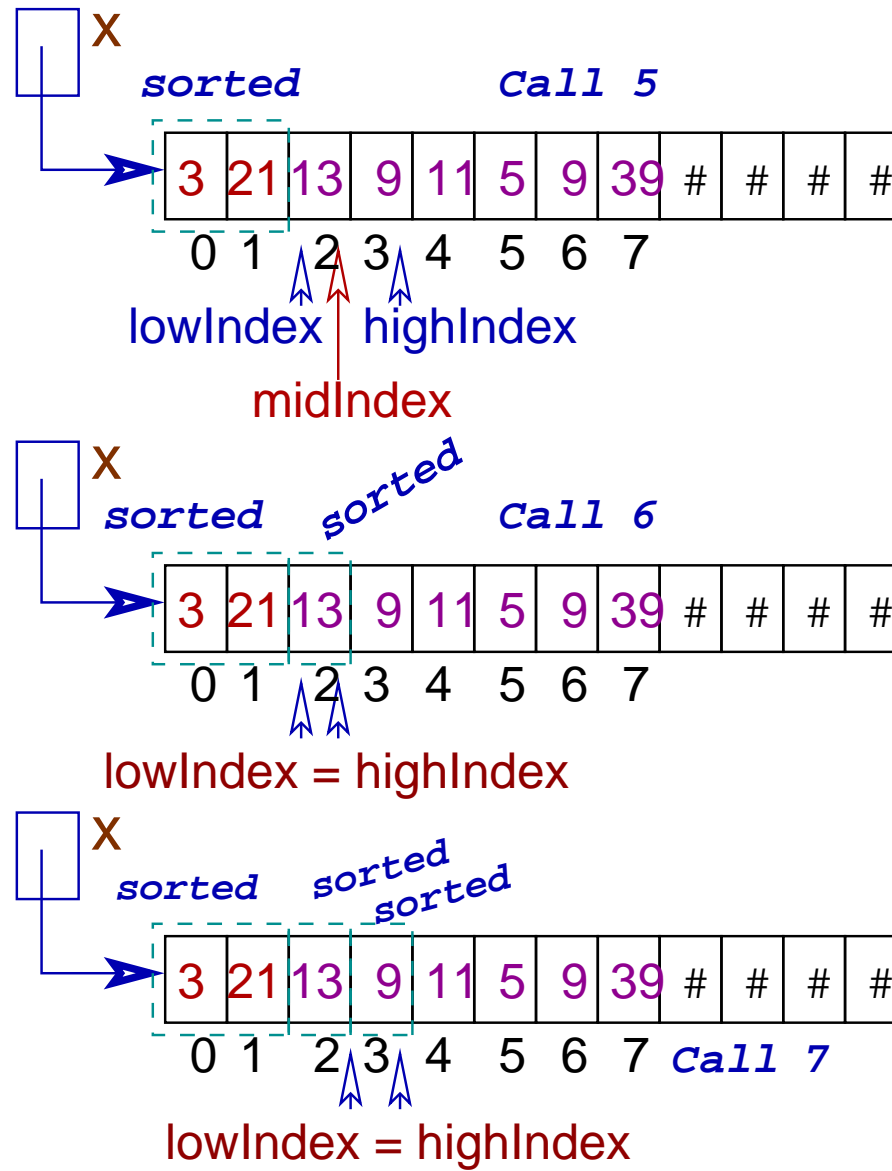 x
sorted Call 5
3 21 13 9 11 5 9 39 # # # #
0 1 2 3 4 5 6 7
lowIndex highIndex
midIndex
x
sorted sorted Call 6
3 21 13 9 11 5 9 39 # # # #
0 1 2 3 4 5 6 7
lowIndex = highIndex
x
sorted sorted
sorted
3 21 13 9 11 5 9 39 # # # #
0 1 2 3 4 5 6 7 Call 7
lowIndex = highIndex